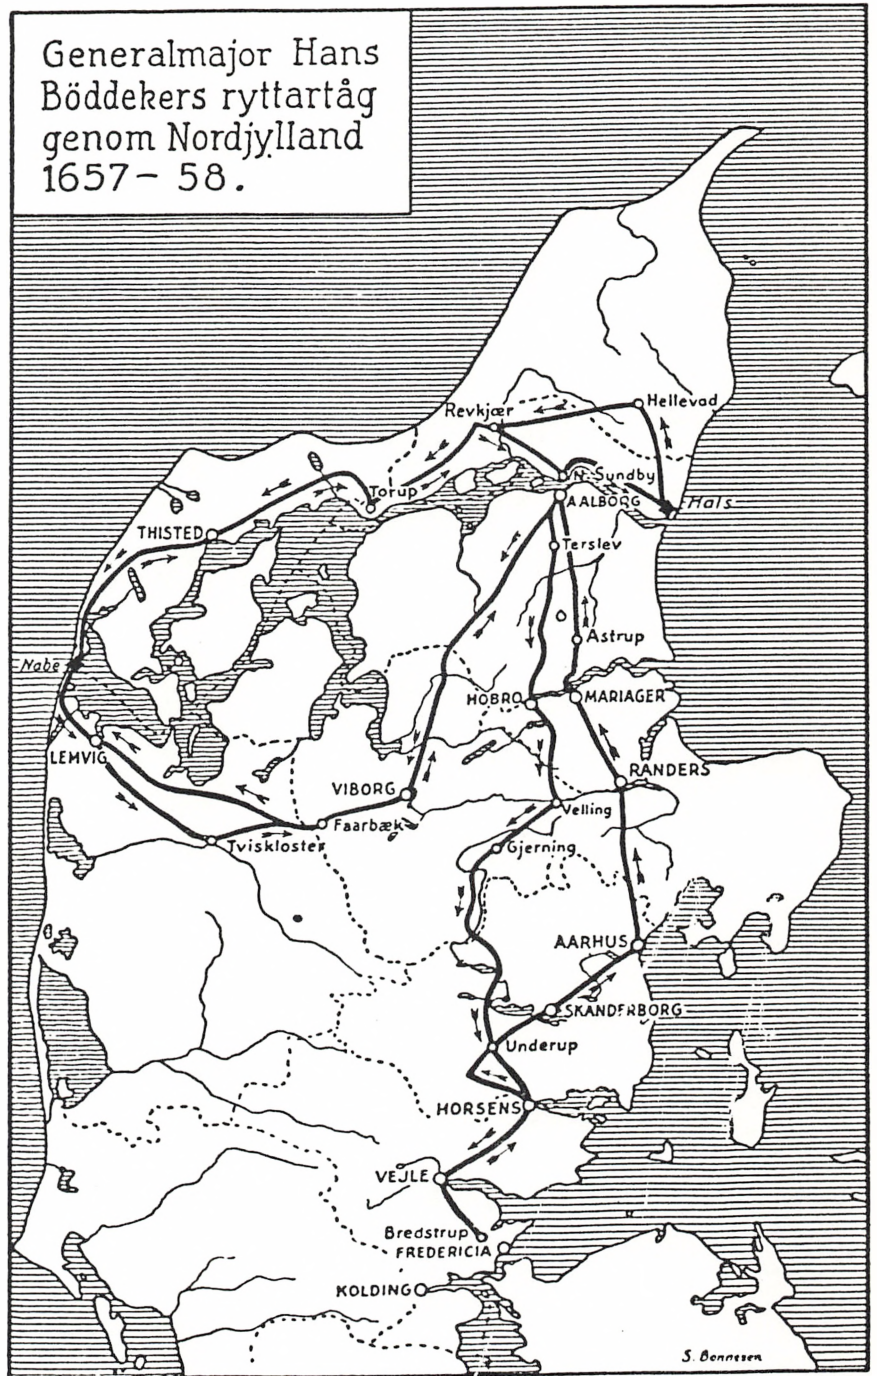 Generalmajor Hans
Böddekers ryttartåg
genom Nordjylland
1657– 58.
Hellevad
Revkjær
N. Sundby
Torup
AALBORG
Hals
THISTED
Terslev
Astrup
Nabe
HOBRO
MARIAGER
LEMVIG
RANDERS
VIBORG
Velling
Faarbæk
Tviskloster
Gjerning
AARHUS
SKANDERBORG
Underup
HORSENS
VEJLE
Bredstrup
FREDERICIA
KOLDING
S. Bonnesen